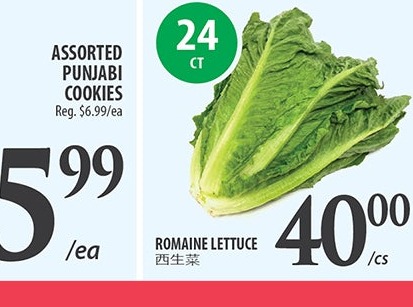 ASSORTED
PUNJABI
COOKIES
Reg. $6.99/ea
5.99
/ea
24
CT
ROMAINE LETTUCE
西生菜
40.00
/cs